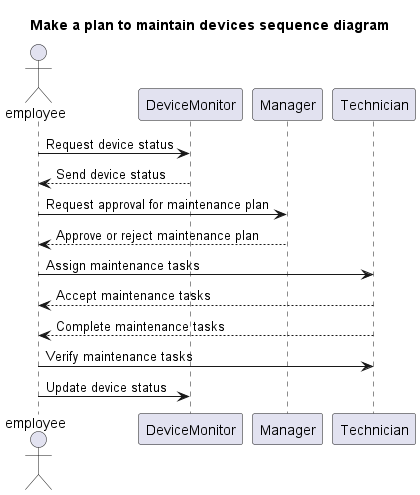 Make a plan to maintain devices sequence diagram
employee
DeviceMonitor Manager Technician
Request device status
Send device status
Request approval for maintenance plan
Approve or reject maintenance plan
Assign maintenance tasks
Accept maintenance tasks
Complete maintenance tasks
Verify maintenance tasks
Update device status
employee
DeviceMonitor Manager Technician